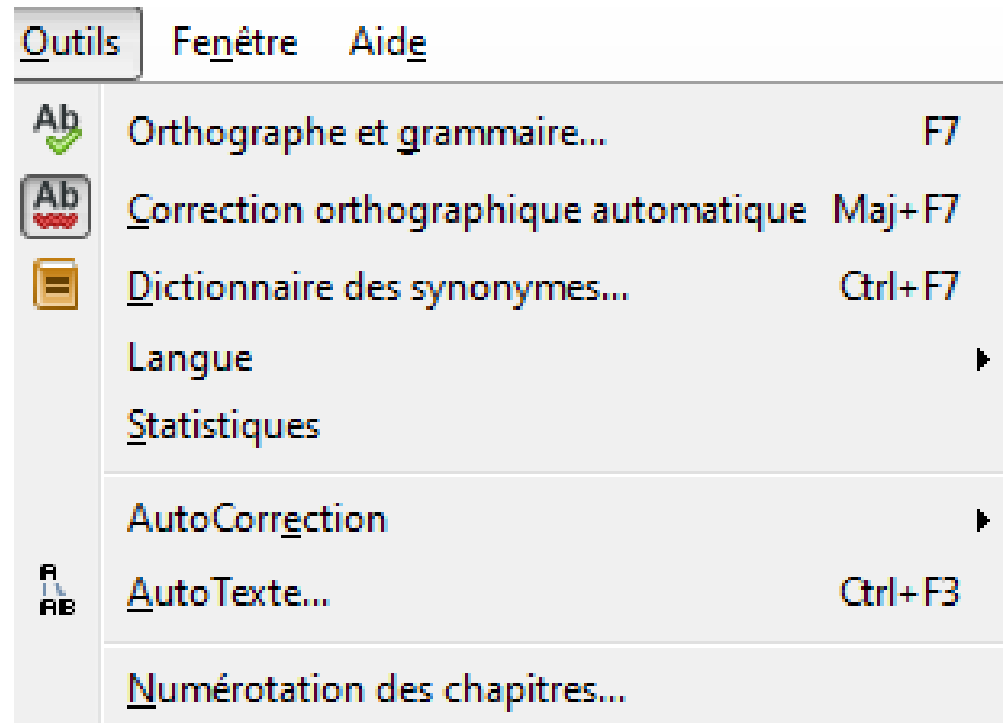 Outils Fenêtre Aide
Ab Orthographe et grammaire... F7
Ab Correction orthographique automatique Maj+F7
Dictionnaire des synonymes... Ctrl+F7
Langue
Statistiques
AutoCorrection
A
AB AutoTexte... Ctrl+F3
Numérotation des chapitres...